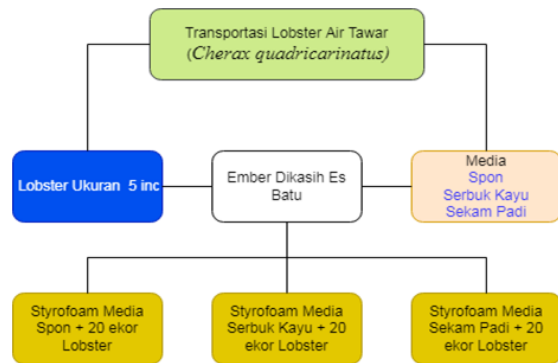 Transportasi Lobster Air Tawar
(Cherax quadricarinatus)
Lobster Ukuran 5 inc
Ember Dikasih Es
Batu
Media
Spon
Serbuk Kayu
Sekam Padi
Styrofoam Media
Spon + 20 ekor
Lobster
Styrofoam Media
Serbuk Kayu + 20
ekor Lobster
Styrofoam Media
Sekam Padi + 20
ekor Lobster